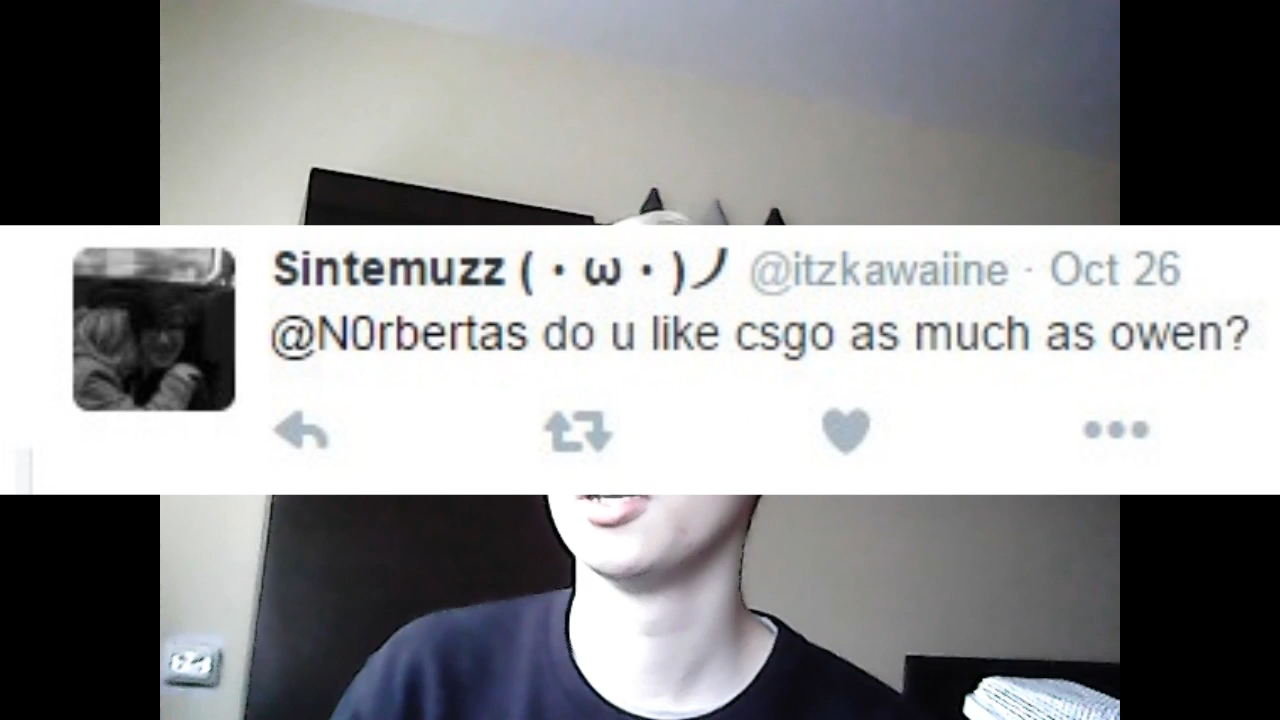 Sintemuzz (・ω・)ノ @itzkawaiine · Oct 26
@N0rbertas do u like csgo as much as owen?